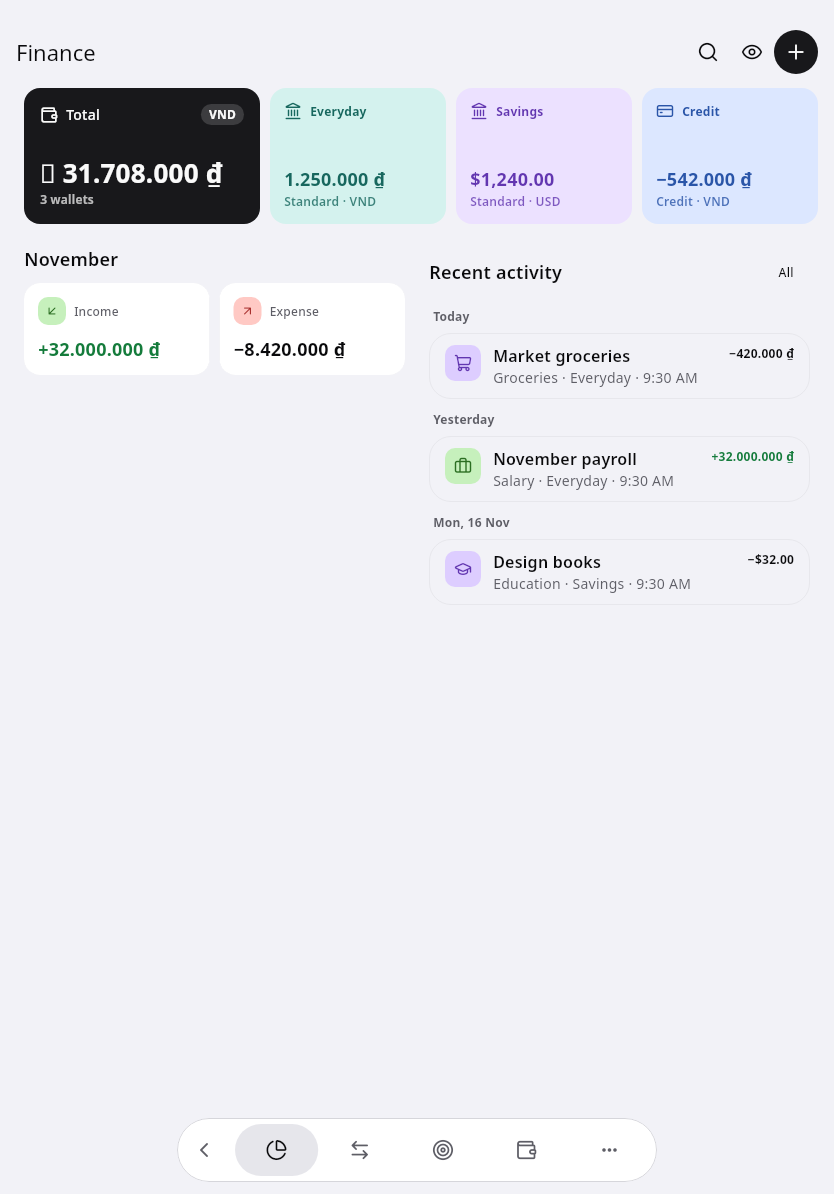 Finance
Total
VND
31.708.000 ₫
3 wallets
Everyday
1.250.000 ₫
Standard · VND
Savings
$1,240.00
Standard · USD
Credit
−542.000 ₫
Credit · VND
November
Income
+32.000.000 ₫
Expense
−8.420.000 ₫
Recent activity
All
Today
Market groceries
−420.000 ₫
Groceries · Everyday · 9:30 AM
Yesterday
November payroll
+32.000.000 ₫
Salary · Everyday · 9:30 AM
Mon, 16 Nov
Design books
−$32.00
Education · Savings · 9:30 AM